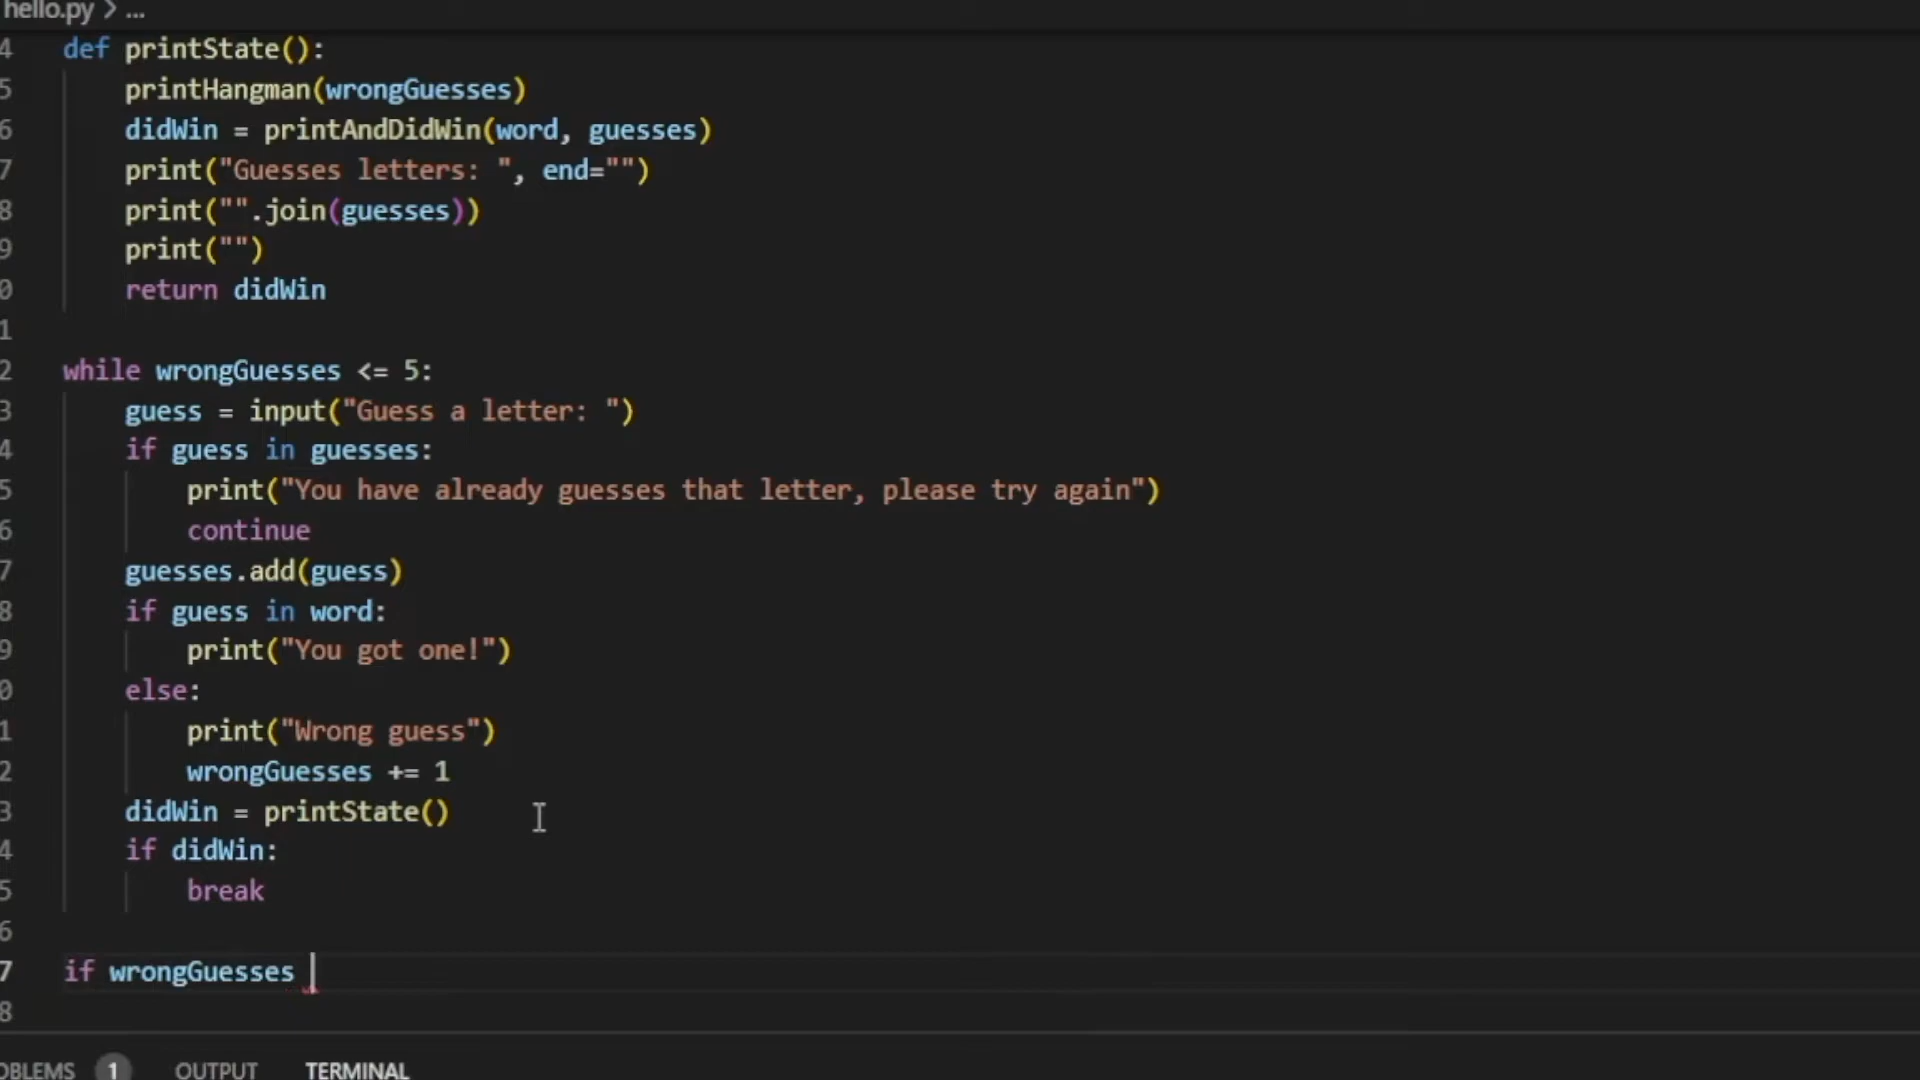 hello.py > ...
4 def printState():
5 printHangman(wrongGuesses)
6 didWin = printAndDidWin(word, guesses)
7 print("Guesses letters: ", end="")
8 print("".join(guesses))
9 print("")
0 return didWin
1
2 while wrongGuesses <= 5:
3 guess = input("Guess a letter: ")
4 if guess in guesses:
5 print("You have already guesses that letter, please try again")
6 continue
7 guesses.add(guess)
8 if guess in word:
9 print("You got one!")
0 else:
1 print("Wrong guess")
2 wrongGuesses += 1
3 didWin = printState()
4 if didWin:
5 break
6
7 if wrongGuesses
8
OBLEMS 1 OUTPUT TERMINAL